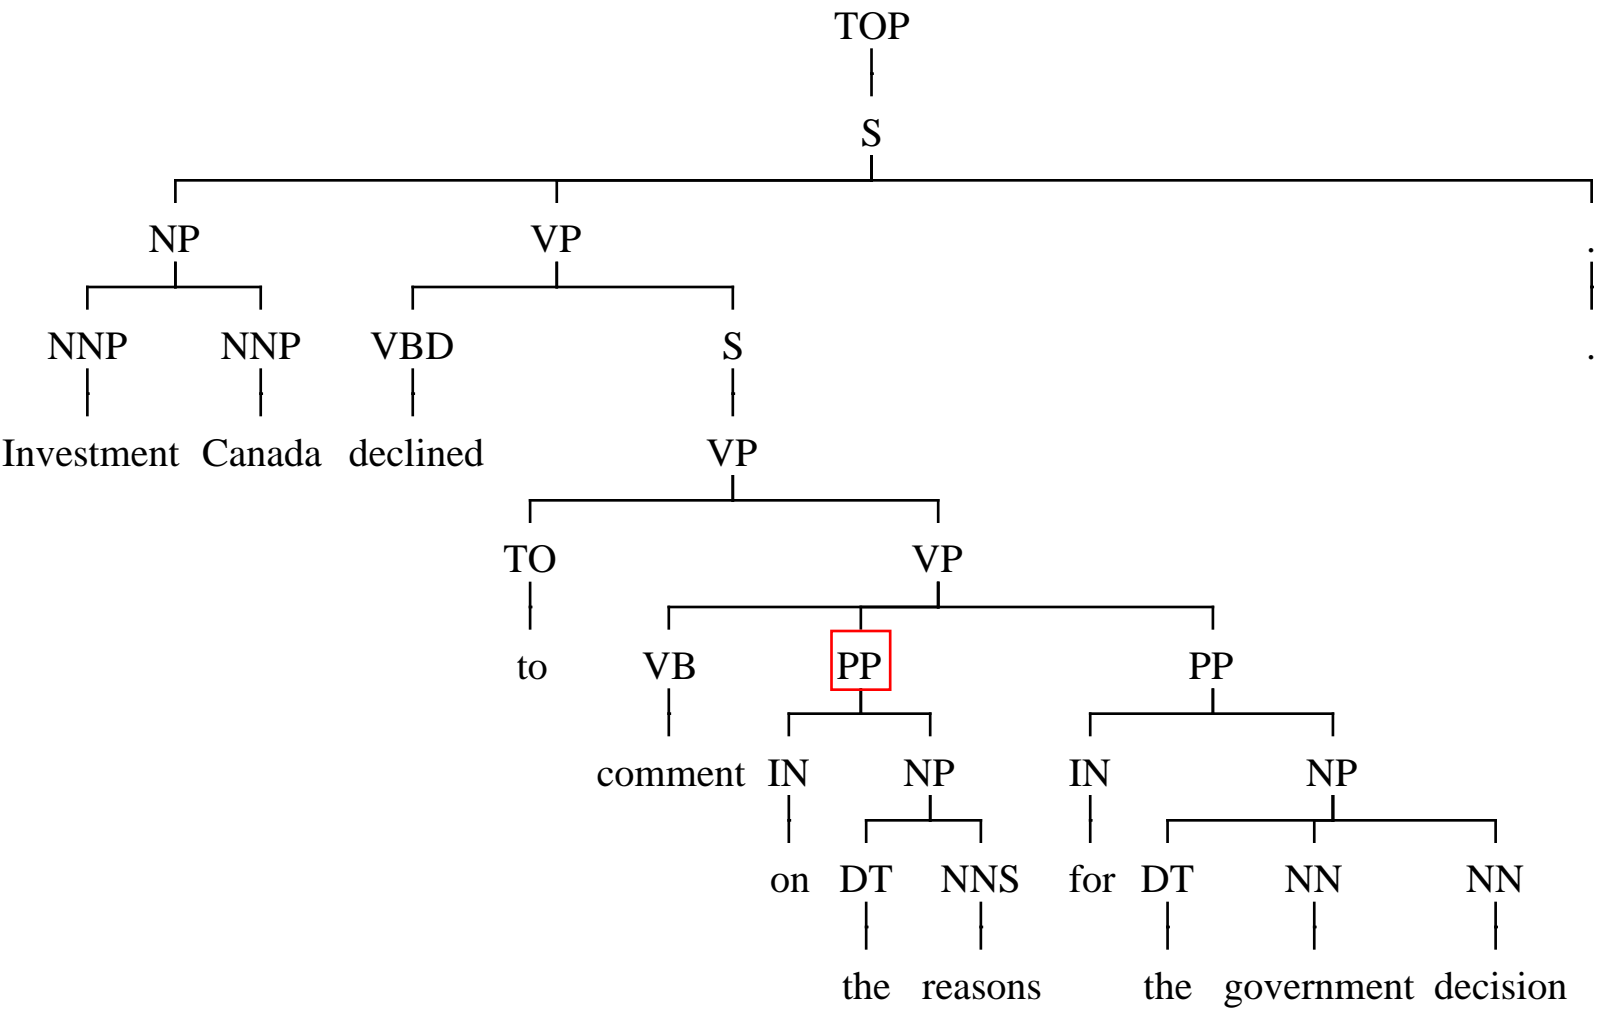 TOP
S
NP VP .
NNP NNP VBD S .
Investment Canada declined VP
TO VP
to VB PP PP
comment IN NP IN NP
on DT NNS for DT NN NN
the reasons the government decision